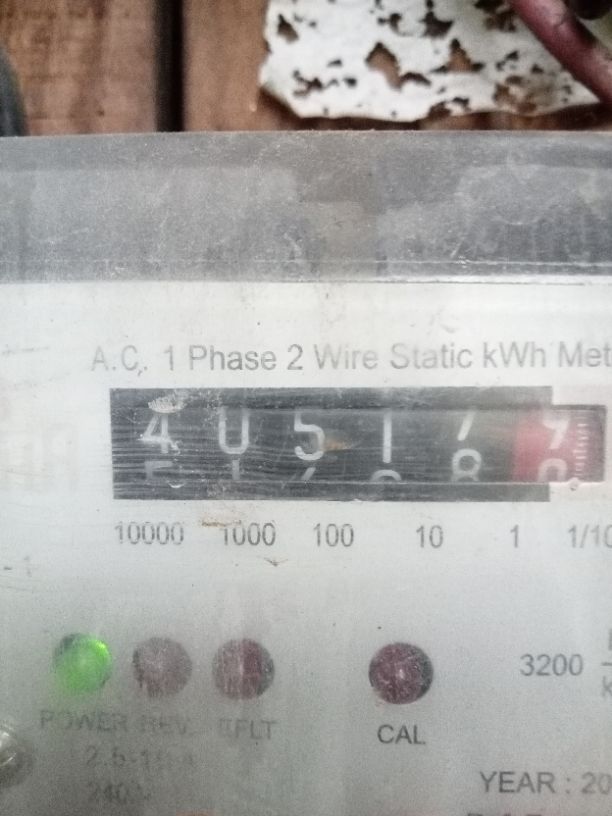 A.C. 1 Phase 2 Wire Static kWh Met
4 0 5 1 7 9
10000 1000 100 10 1 1/10
POWER REV. EFLT
CAL
3200
240
YEAR : 20